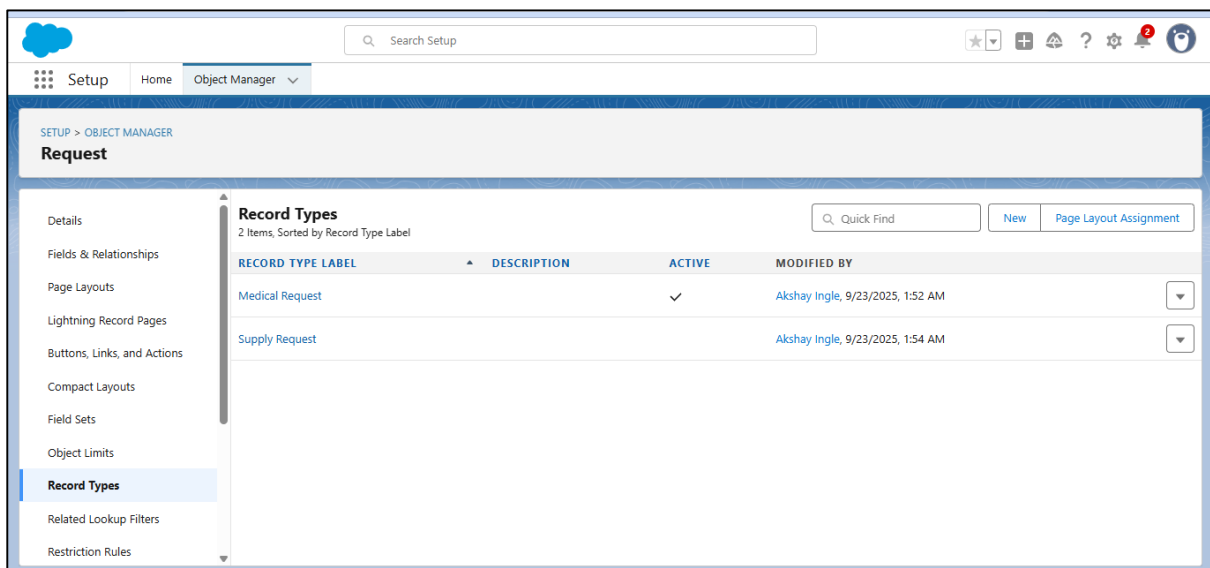 Search Setup
2
Setup Home Object Manager
SETUP > OBJECT MANAGER
Request
Details
Fields & Relationships
Page Layouts
Lightning Record Pages
Buttons, Links, and Actions
Compact Layouts
Field Sets
Object Limits
Record Types
Related Lookup Filters
Restriction Rules
Record Types
2 Items, Sorted by Record Type Label
Quick Find New Page Layout Assignment
RECORD TYPE LABEL DESCRIPTION ACTIVE MODIFIED BY
Medical Request Akshay Ingle, 9/23/2025, 1:52 AM
Supply Request Akshay Ingle, 9/23/2025, 1:54 AM